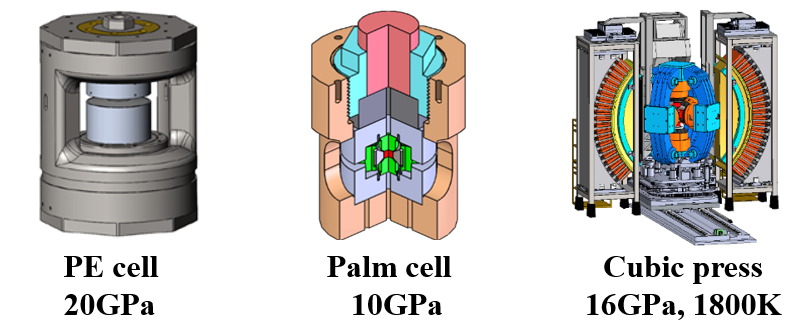 PE cell
20GPa
Palm cell
10GPa
Cubic press
16GPa, 1800K